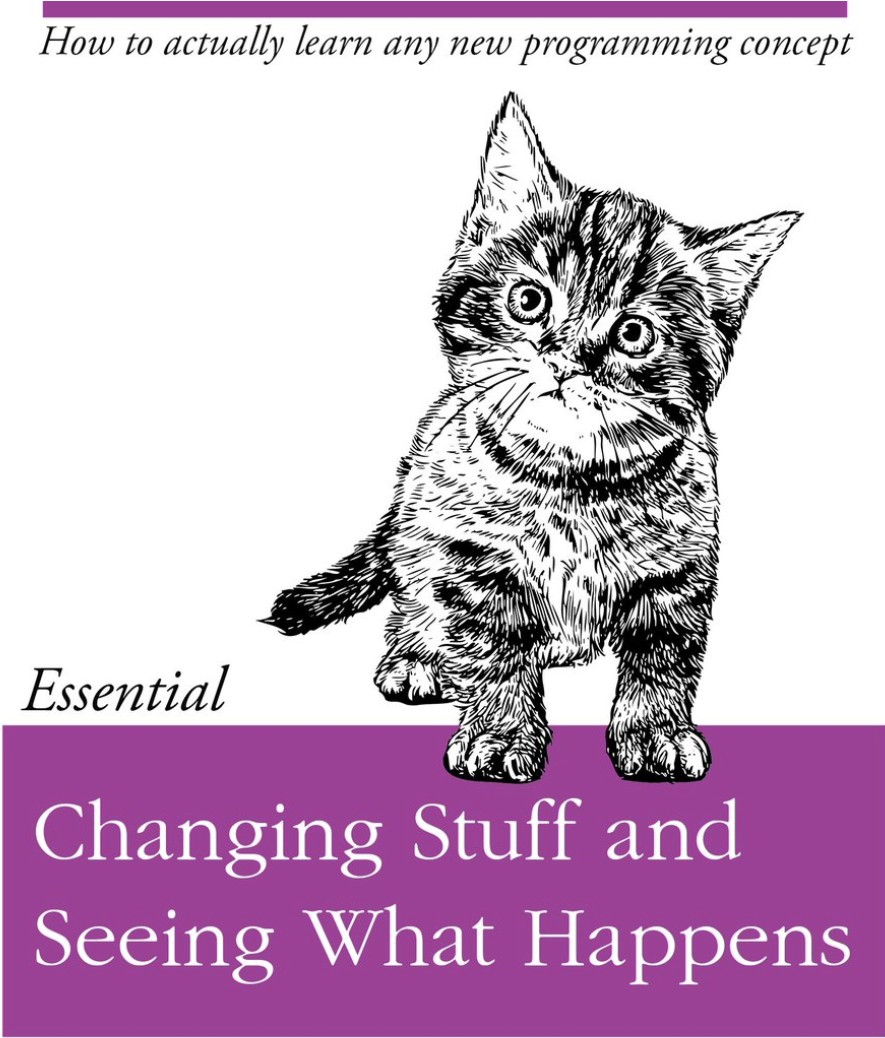 How to actually learn any new programming concept
Essential
Changing Stuff and
Seeing What Happens